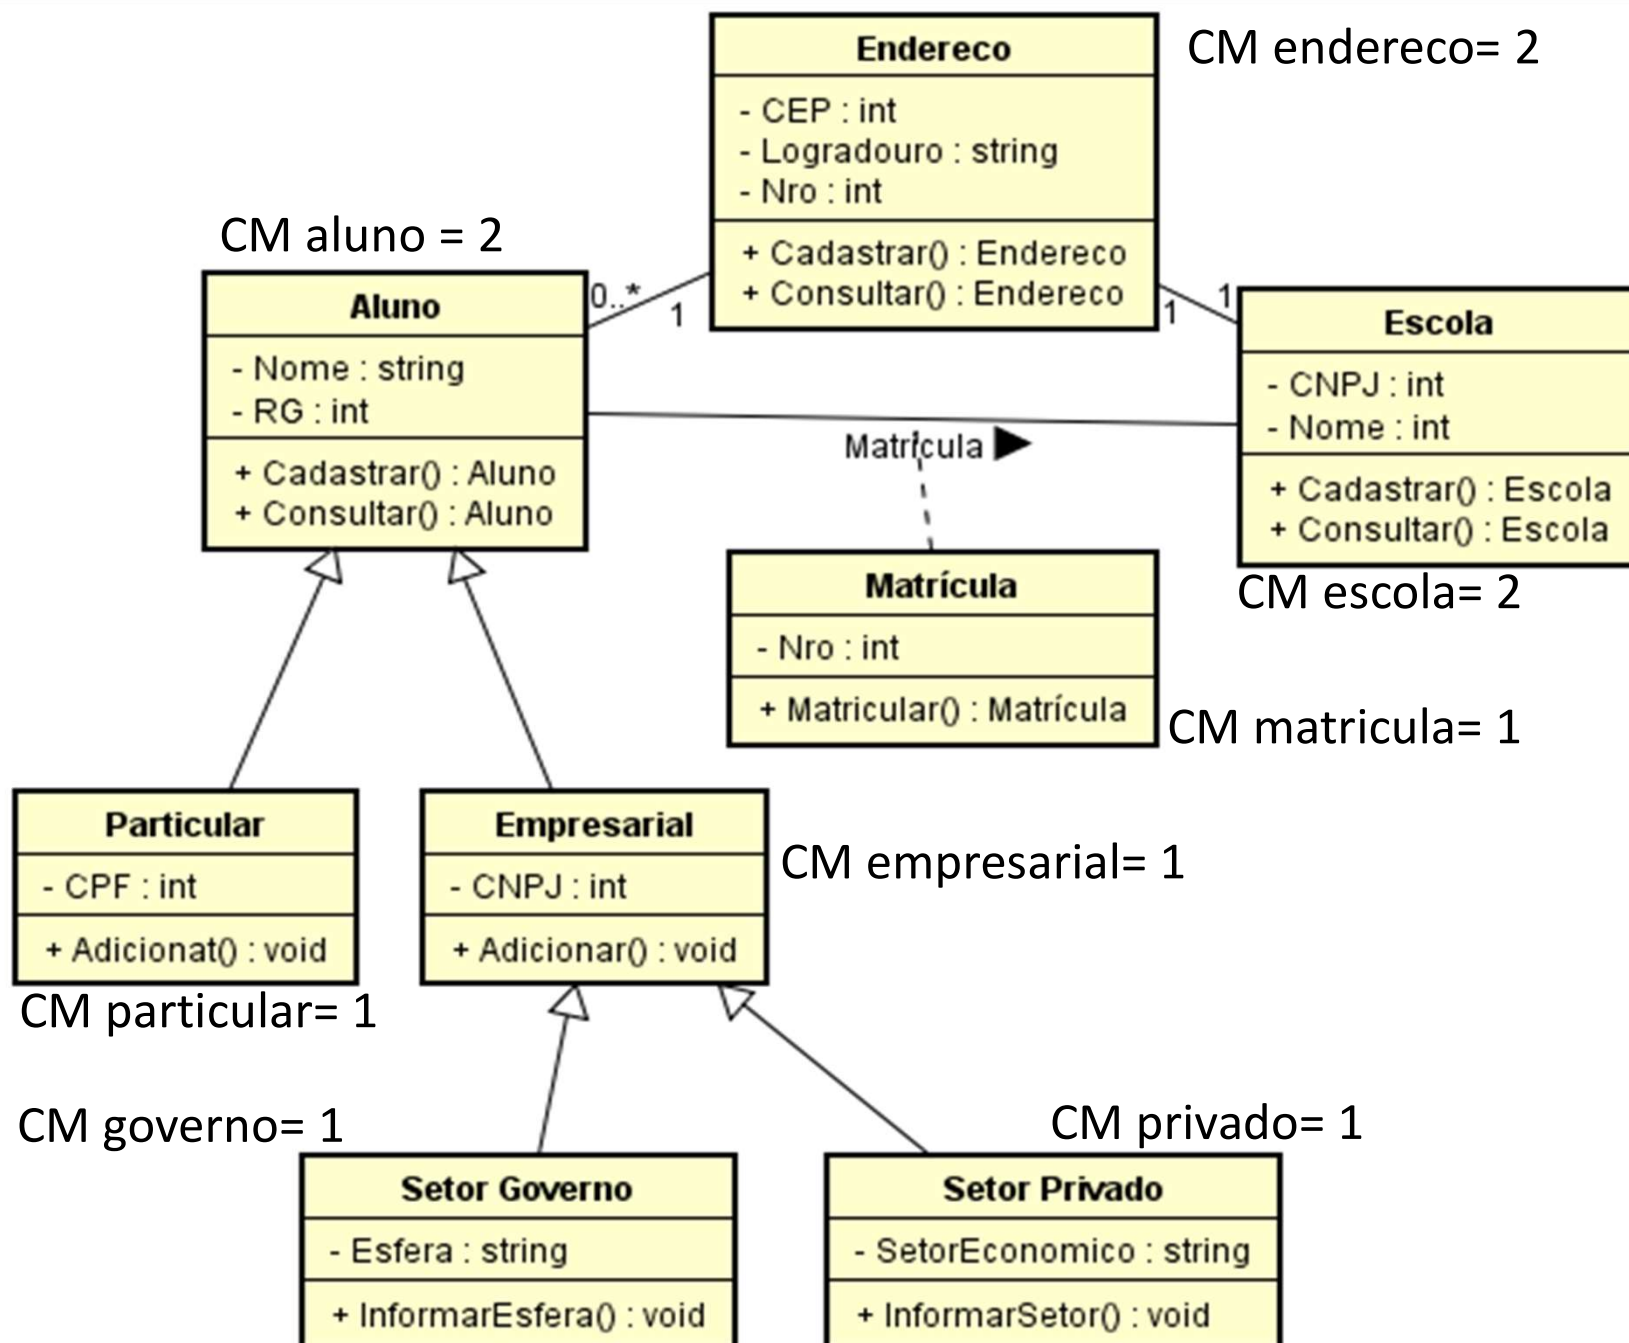 Endereco
- CEP : int
- Logradouro : string
- Nro : int
+ Cadastrar() : Endereco
+ Consultar() : Endereco
CM endereco= 2
CM aluno = 2
Aluno
- Nome : string
- RG : int
+ Cadastrar() : Aluno
+ Consultar() : Aluno
0..*
1
1
1
Escola
- CNPJ : int
- Nome : int
+ Cadastrar() : Escola
+ Consultar() : Escola
CM escola= 2
Matrícula
Matrícula
- Nro : int
+ Matricular() : Matrícula
CM matricula= 1
Particular
- CPF : int
+ Adicionat() : void
CM particular= 1
Empresarial
- CNPJ : int
+ Adicionar() : void
CM empresarial= 1
CM governo= 1
Setor Governo
- Esfera : string
+ InformarEsfera() : void
CM privado= 1
Setor Privado
- SetorEconomico : string
+ InformarSetor() : void